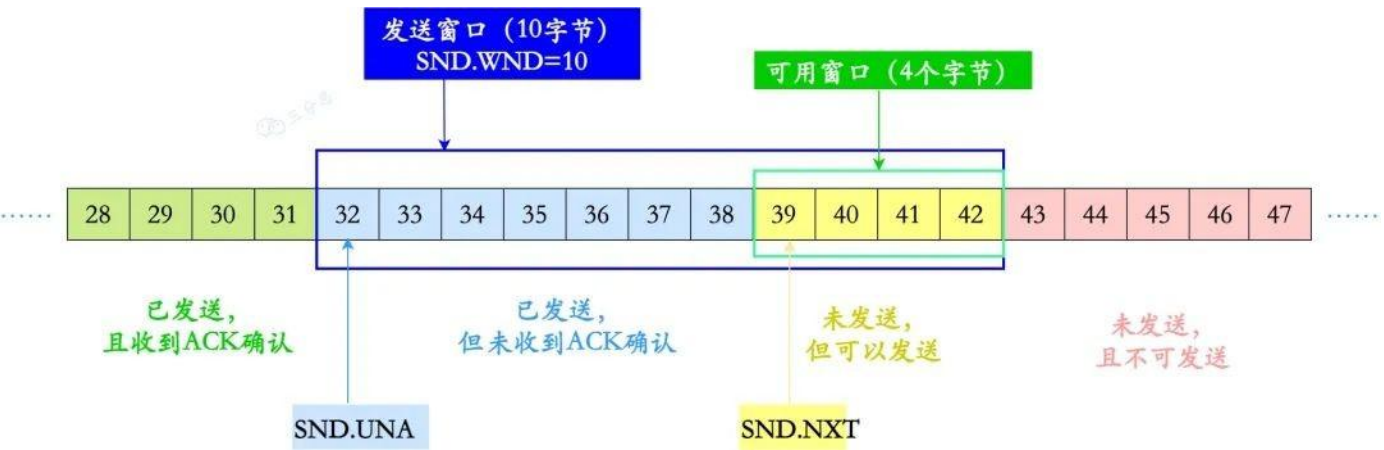 发送窗口（10字节）
SND.WND=10
可用窗口（4个字节）
三分恶
...... 28 29 30 31 32 33 34 35 36 37 38 39 40 41 42 43 44 45 46 47 ......
已发送，
且收到ACK确认
已发送，
但未收到ACK确认
未发送，
但可以发送
未发送，
且不可发送
SND.UNA
SND.NXT